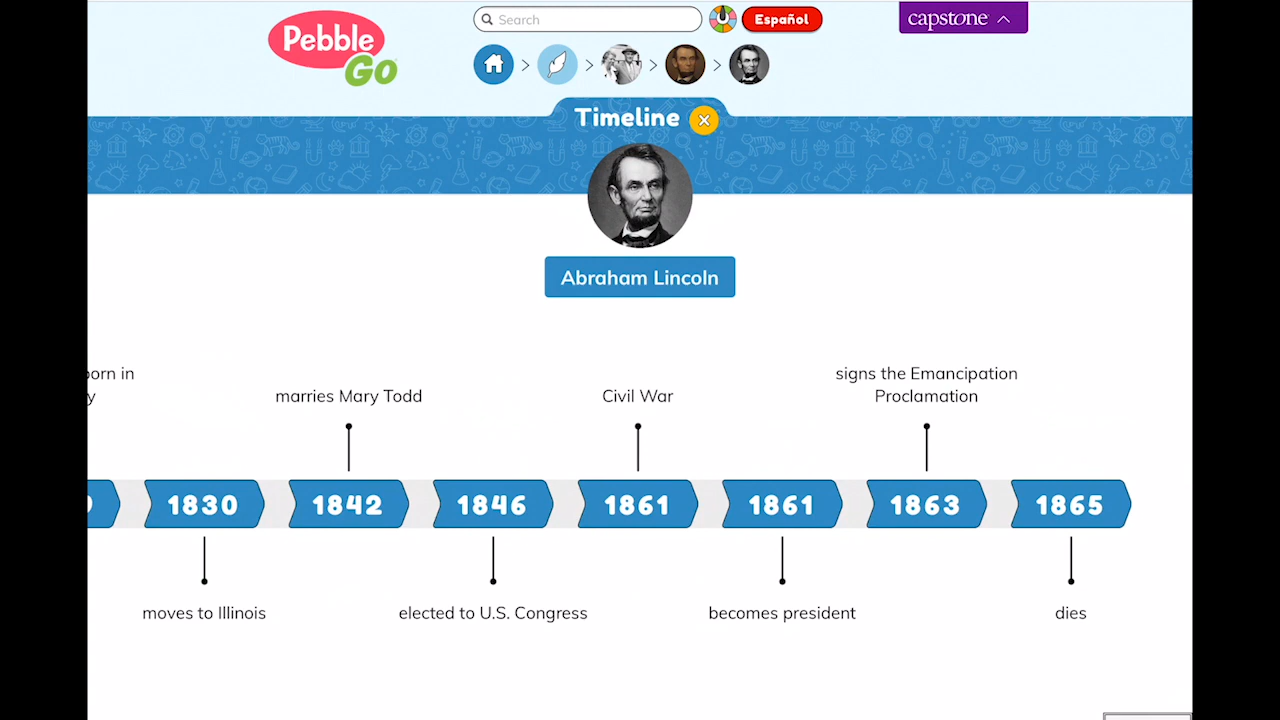 Pebble
Go
Search
Español
capstone
Timeline
Abraham Lincoln
born in
y
marries Mary Todd
Civil War
signs the Emancipation
Proclamation
1830
1842
1846
1861
1861
1863
1865
moves to Illinois
elected to U.S. Congress
becomes president
dies